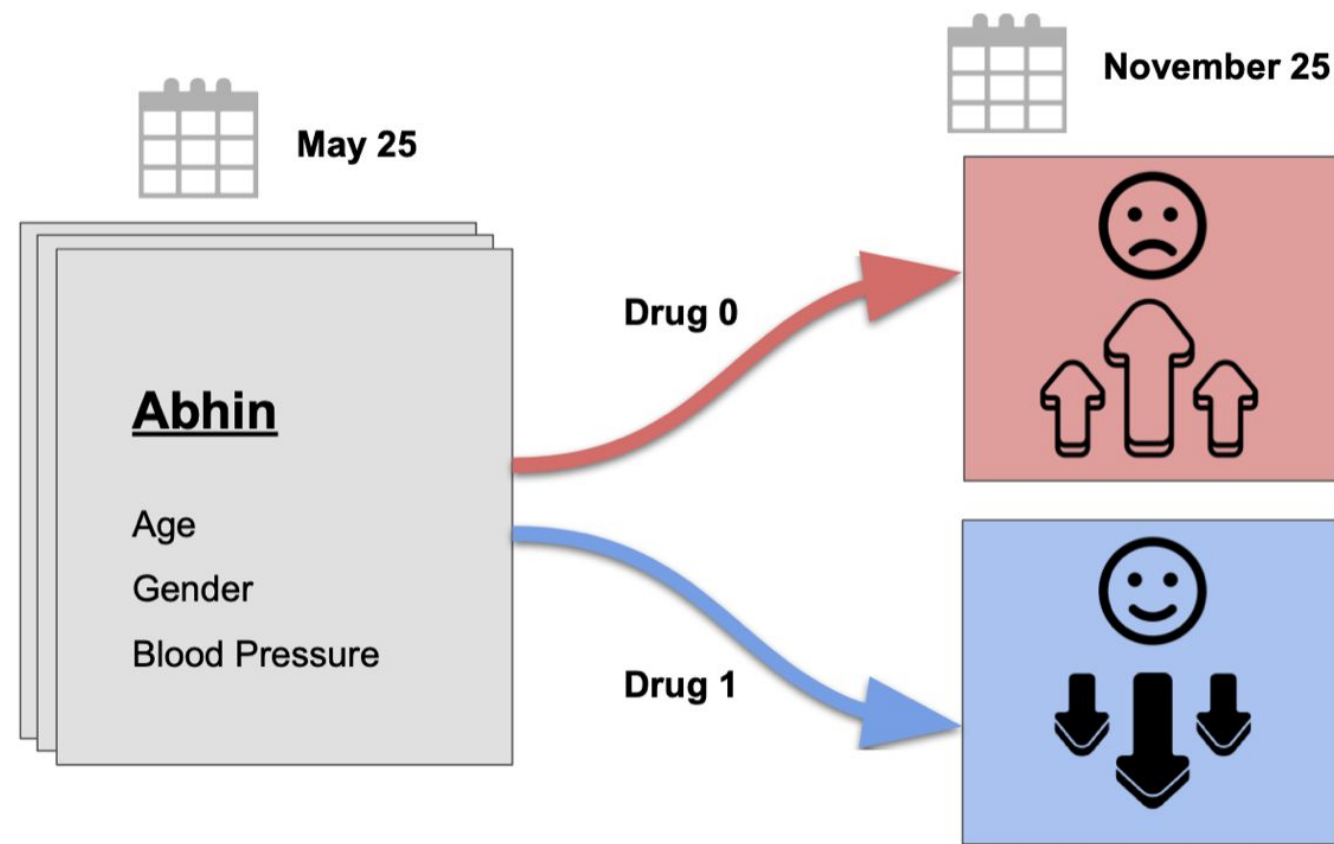 May 25
November 25
Abhin
Age
Gender
Blood Pressure
Drug 0
Drug 1